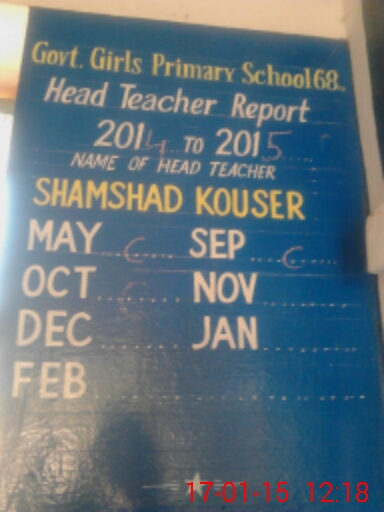 Govt. Girls Primary School 68.,
Head Teacher Report
2014 TO 2015
NAME OF HEAD TEACHER
SHAMSHAD KOUSER
MAY SEP
OCT NOV
DEC JAN
FEB
17-01-15 12:18